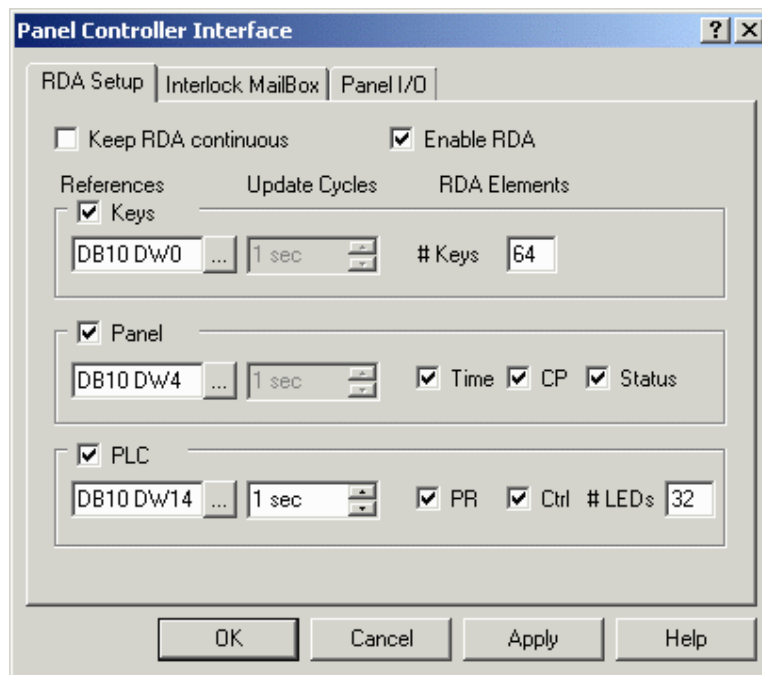 Panel Controller Interface
RDA Setup Interlock MailBox Panel I/O
Keep RDA continuous Enable RDA
References Update Cycles RDA Elements
Keys
DB10 DW0 ... 1 sec # Keys 64
Panel
DB10 DW4 ... 1 sec Time CP Status
PLC
DB10 DW14 ... 1 sec PR Ctrl # LEDs 32
OK Cancel Apply Help